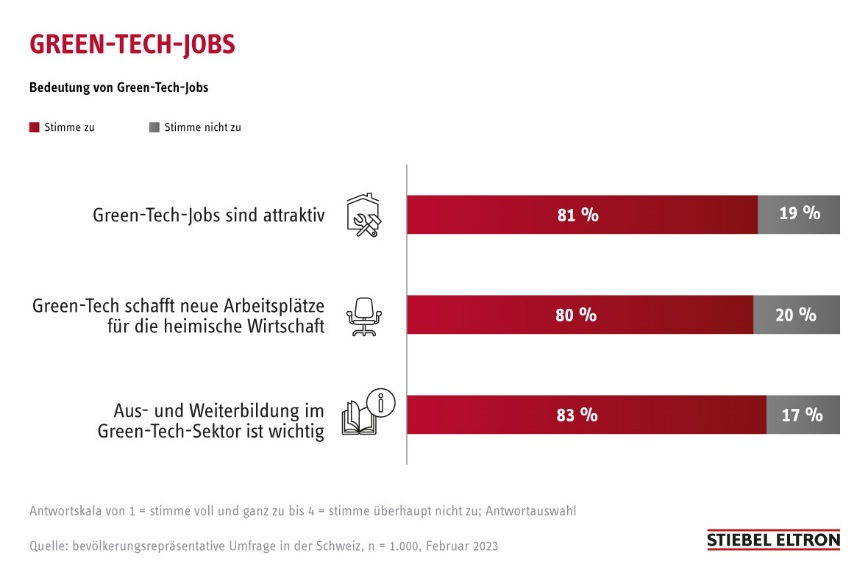 GREEN-TECH-JOBS
Bedeutung von Green-Tech-Jobs
Stimme zu
Stimme nicht zu
Green-Tech-Jobs sind attraktiv
81 %
19 %
Green-Tech schafft neue Arbeitsplätze
für die heimische Wirtschaft
80 %
20 %
Aus- und Weiterbildung im
Green-Tech-Sektor ist wichtig
i
83 %
17 %
Antwortskala von 1 = stimme voll und ganz zu bis 4 = stimme überhaupt nicht zu; Antwortauswahl
Quelle: bevölkerungsrepräsentative Umfrage in der Schweiz, n = 1.000, Februar 2023
STIEBEL ELTRON